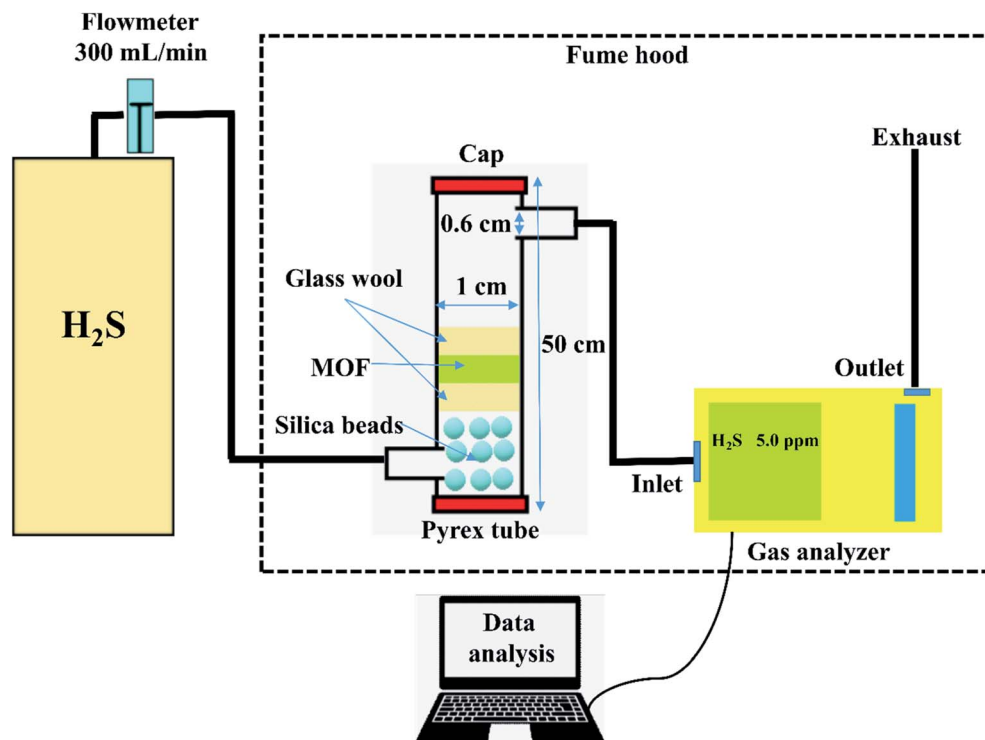 Flowmeter
300 mL/min
Fume hood
Exhaust
Cap
0.6 cm
Glass wool
1 cm
H₂S
50 cm
MOF
Outlet
Silica beads
H₂S 5.0 ppm
Inlet
Pyrex tube
Gas analyzer
Data
analysis